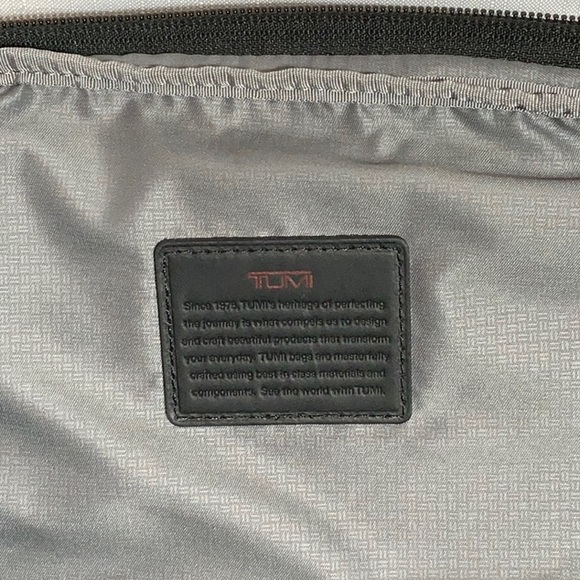 TUMI
Since 1975, TUMI's heritage of perfecting
the journey is what compels us to design
and craft beautiful products that transform
your everyday. TUMI bags are masterfully
crafted using best in class materials and
components. See the world with TUMI.